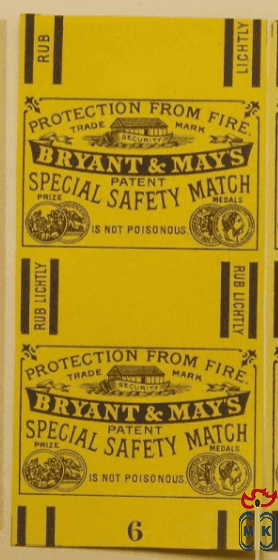 RUB LIGHTLY
PROTECTION FROM FIRE.
TRADE MARK
SECURITY
BRYANT & MAY'S
PATENT
SPECIAL SAFETY MATCH
PRIZE MEDALS
IS NOT POISONOUS
RUB LIGHTLY RUB LIGHTLY
PROTECTION FROM FIRE.
TRADE MARK
SECURITY
BRYANT & MAY'S
PATENT
SPECIAL SAFETY MATCH
PRIZE MEDALS
IS NOT POISONOUS
6
M K